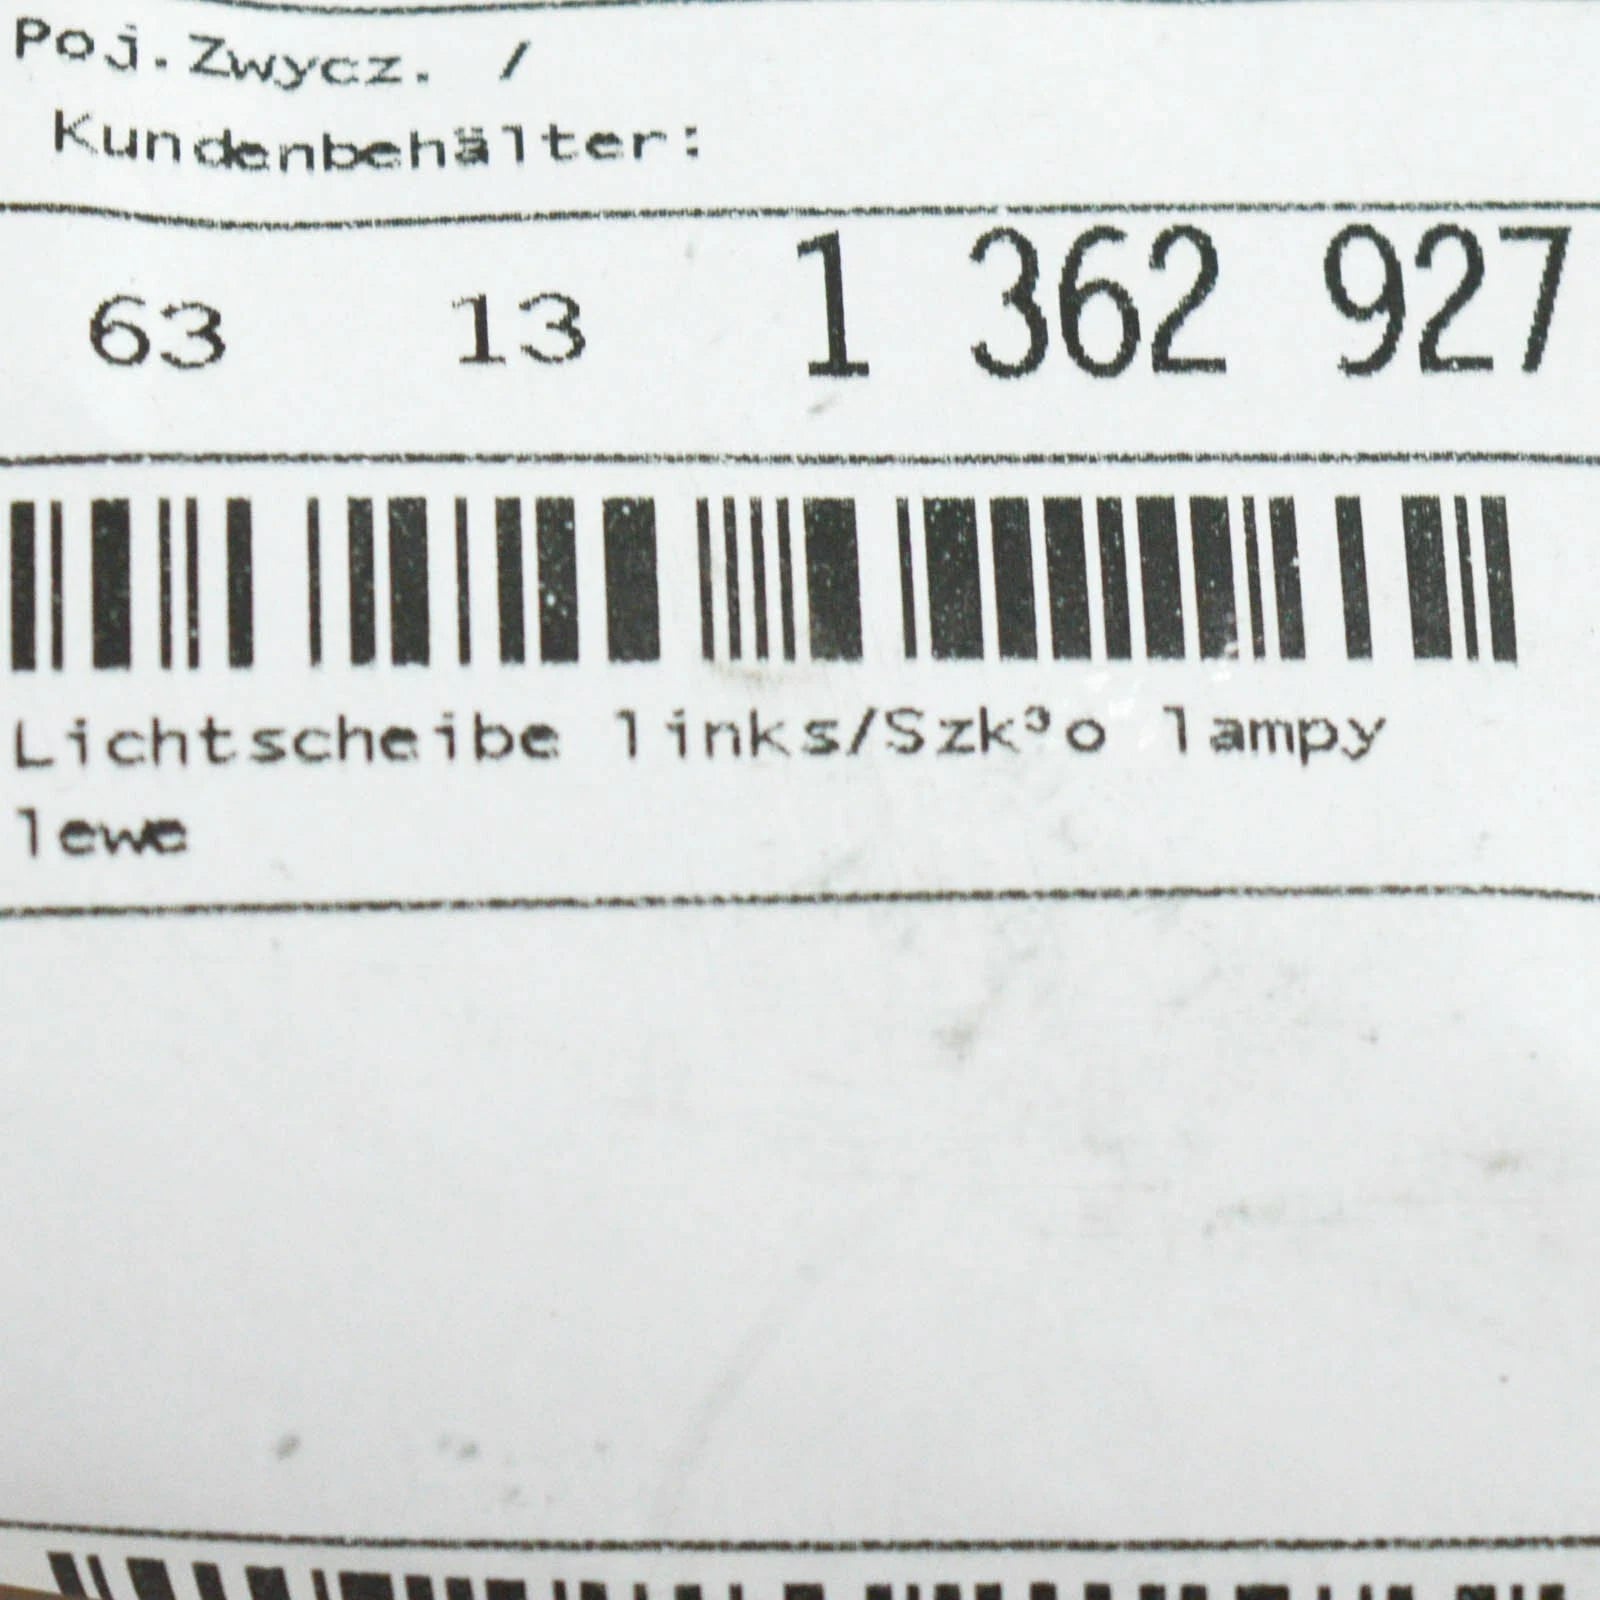 Poj.Zwycz. /
Kundenbehälter:
63 13 1 362 927
Lichtscheibe links/Szk³o lampy
lewe